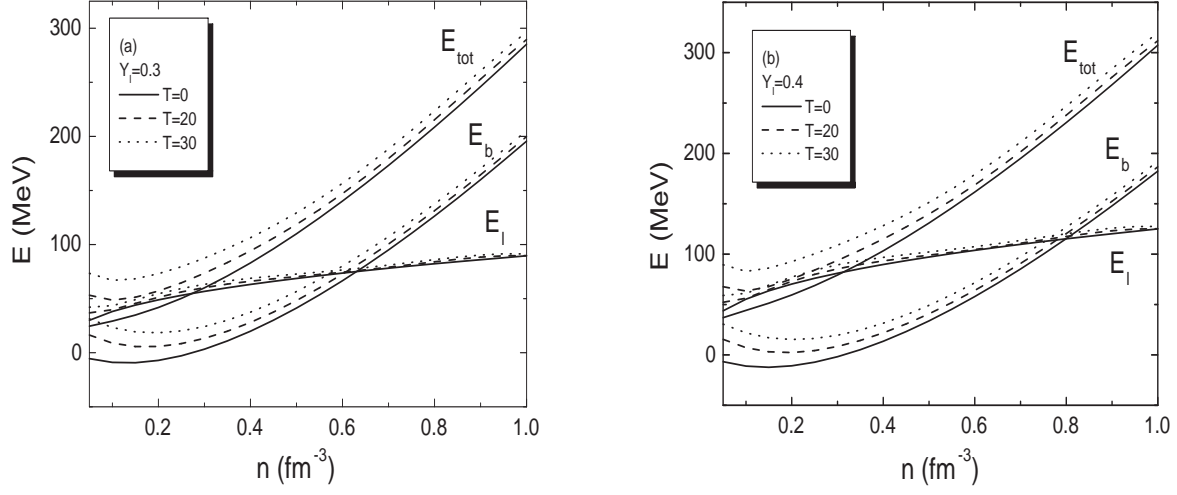 (a)
Y_l=0.3
T=0
T=20
T=30
E_tot
E_b
E_l
300
200
100
0
E (MeV)
0.2 0.4 0.6 0.8 1.0
n (fm^-3)
(b)
Y_l=0.4
T=0
T=20
T=30
E_tot
E_b
E_l
300
200
100
0
E (MeV)
0.2 0.4 0.6 0.8 1.0
n (fm^-3)